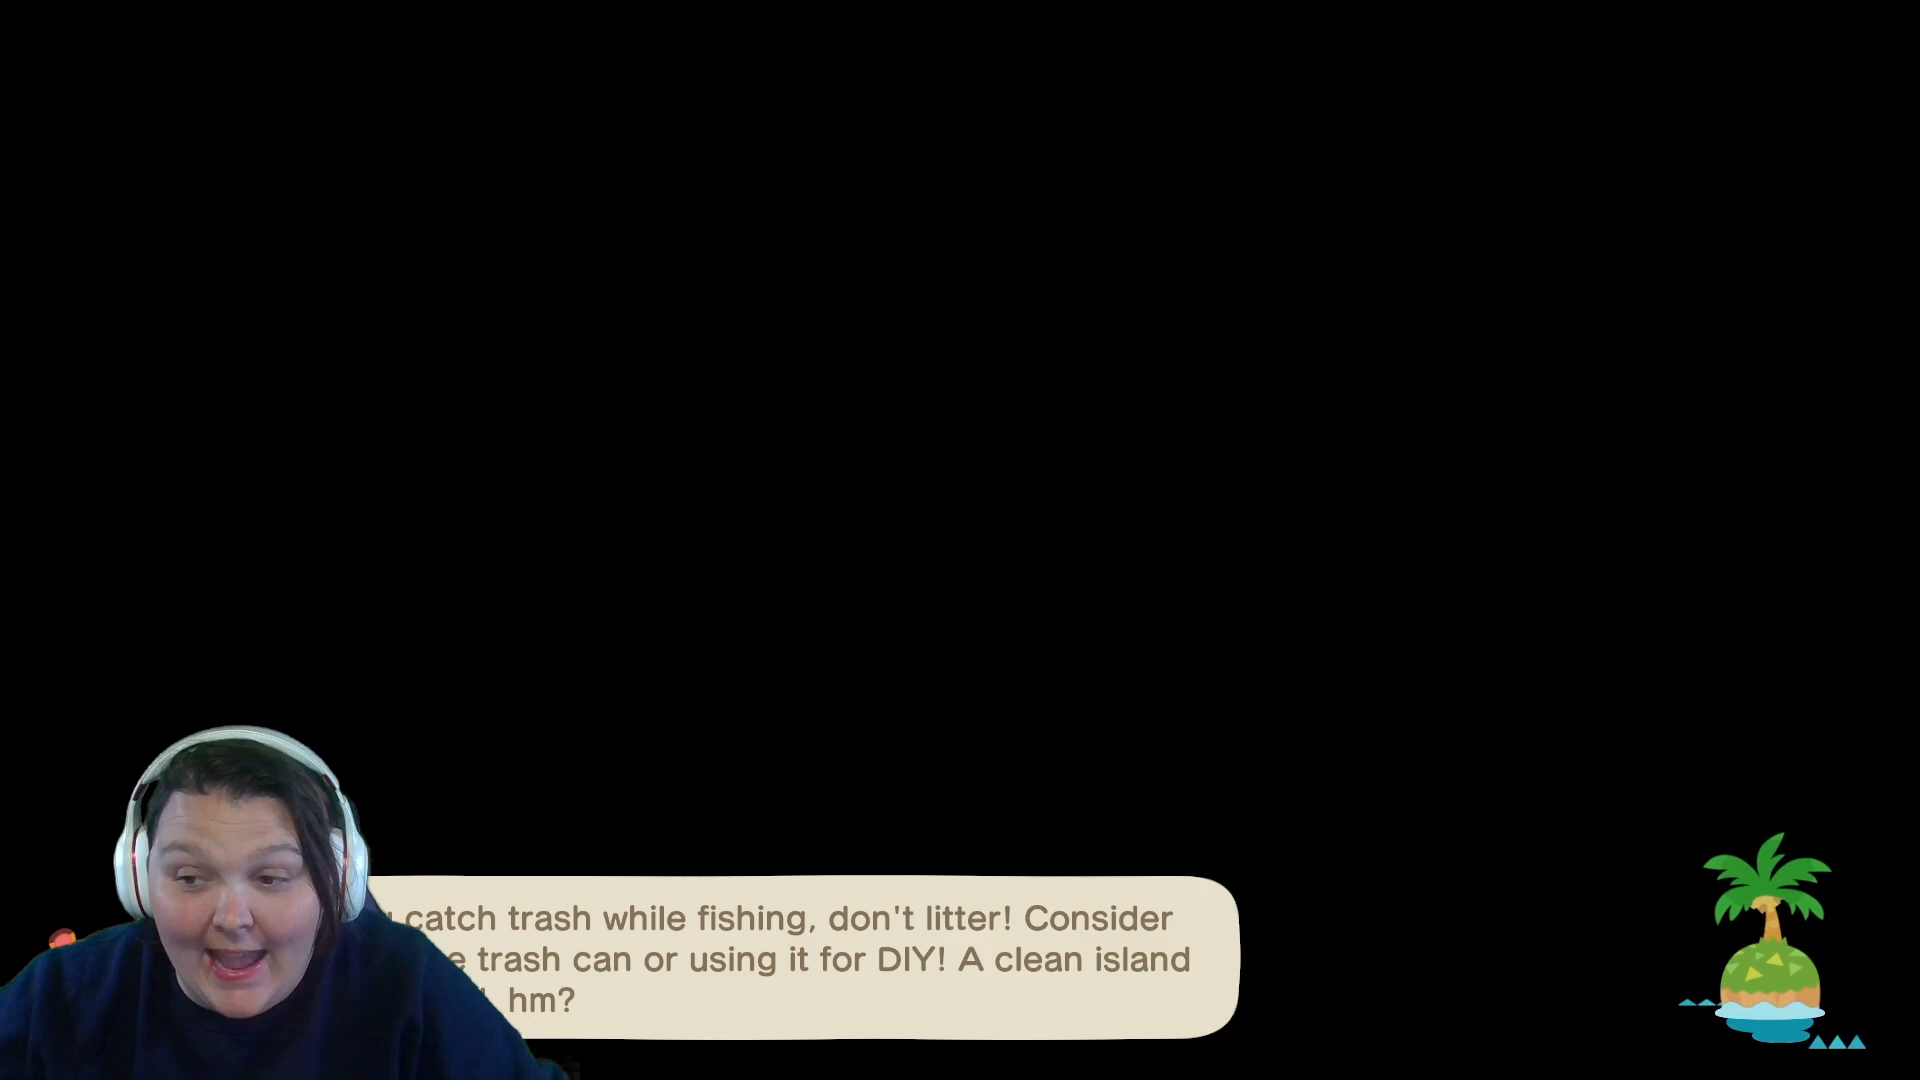 catch trash while fishing, don't litter! Consider
trash can or using it for DIY! A clean island
hm?